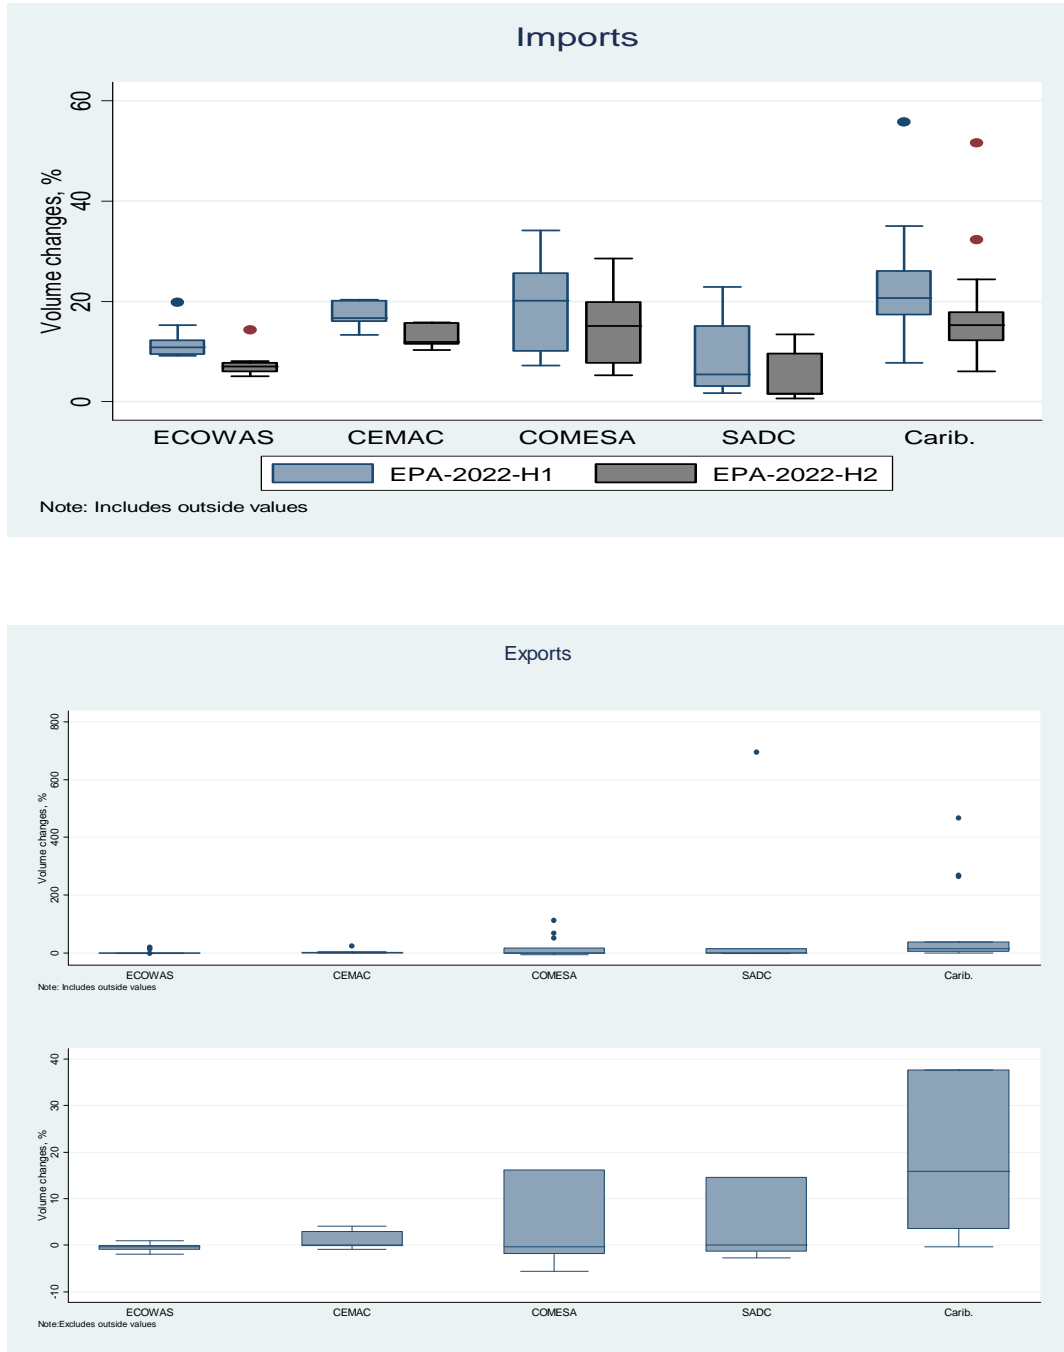 Imports
Volume changes, %
60
40
20
0
ECOWAS CEMAC COMESA SADC Carib.
EPA-2022-H1 EPA-2022-H2
Note: Includes outside values
Exports
Volume changes, %
800
600
400
200
0
ECOWAS CEMAC COMESA SADC Carib.
Note: Includes outside values
Volume changes, %
40
30
20
10
0
-10
ECOWAS CEMAC COMESA SADC Carib.
Note:Excludes outside values